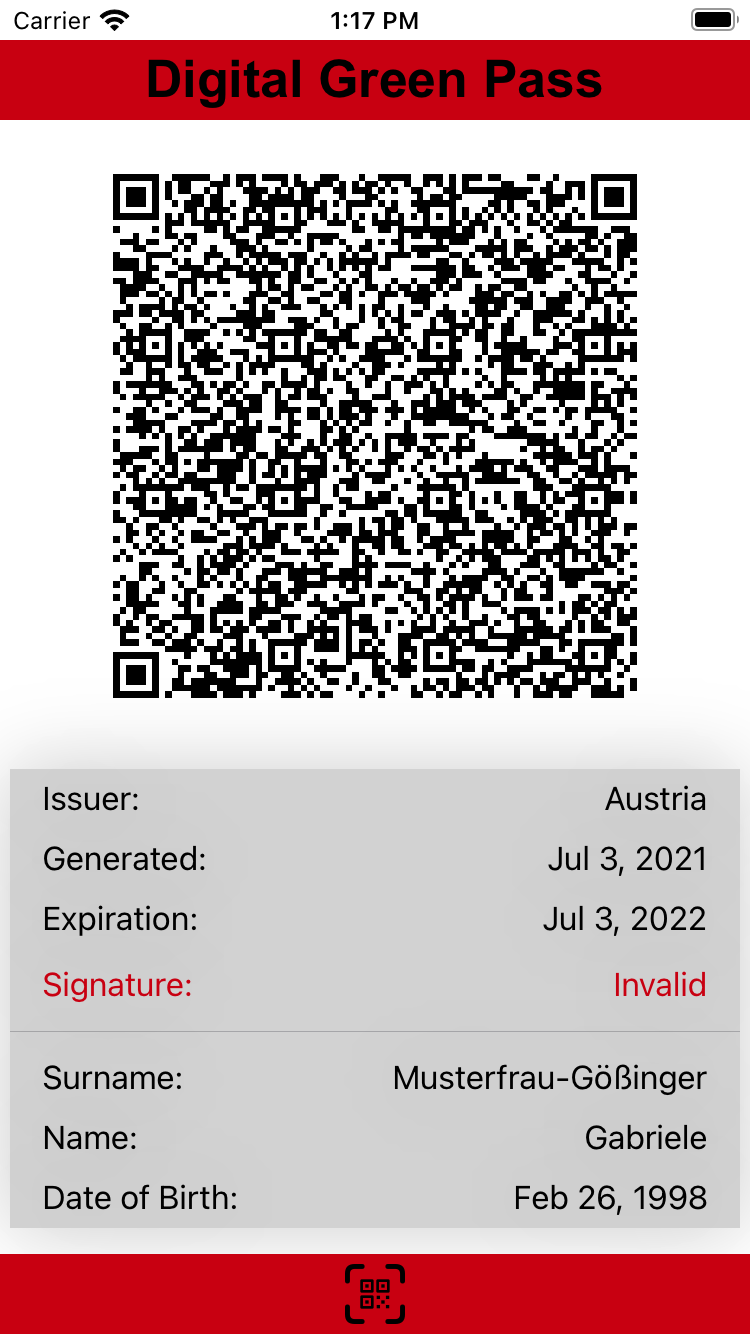 Carrier 1:17 PM
Digital Green Pass
Issuer: Austria
Generated: Jul 3, 2021
Expiration: Jul 3, 2022
Signature: Invalid
Surname: Musterfrau-Gößinger
Name: Gabriele
Date of Birth: Feb 26, 1998